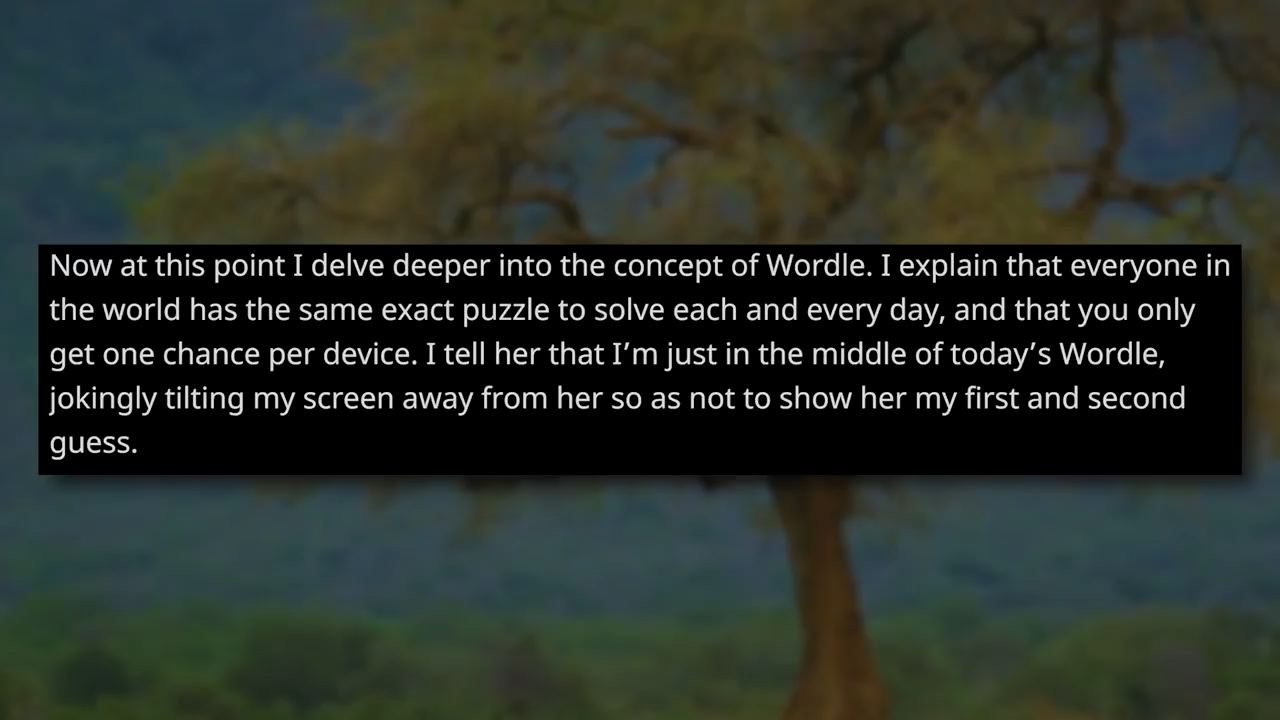 Now at this point I delve deeper into the concept of Wordle. I explain that everyone in
the world has the same exact puzzle to solve each and every day, and that you only
get one chance per device. I tell her that I’m just in the middle of today’s Wordle,
jokingly tilting my screen away from her so as not to show her my first and second
guess.